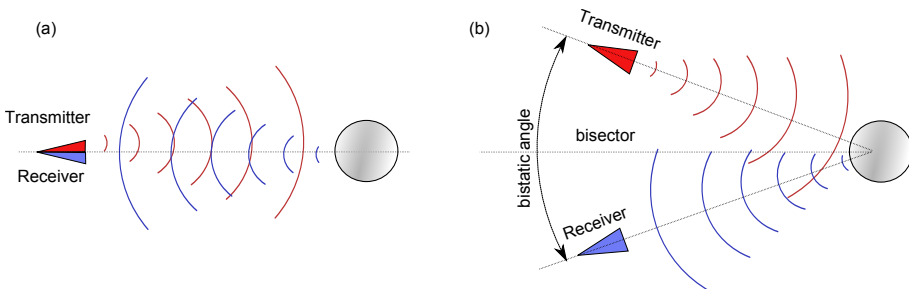 (a)
Transmitter
Receiver
(b)
Transmitter
bisector
bistatic angle
Receiver